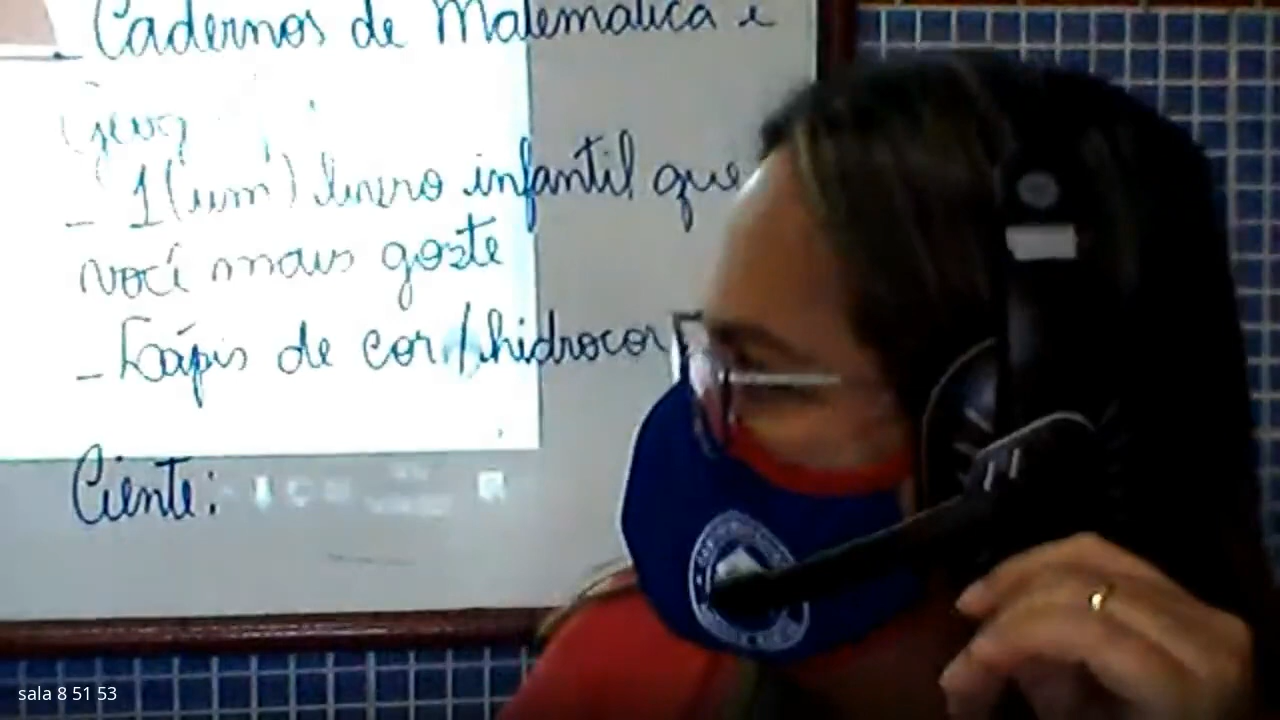 - Cadernos de Matemática e
- 1 (um) livro infantil que
você mais goste
- Lápis de cor / hidrocor
Ciente:
sala 8 51 53